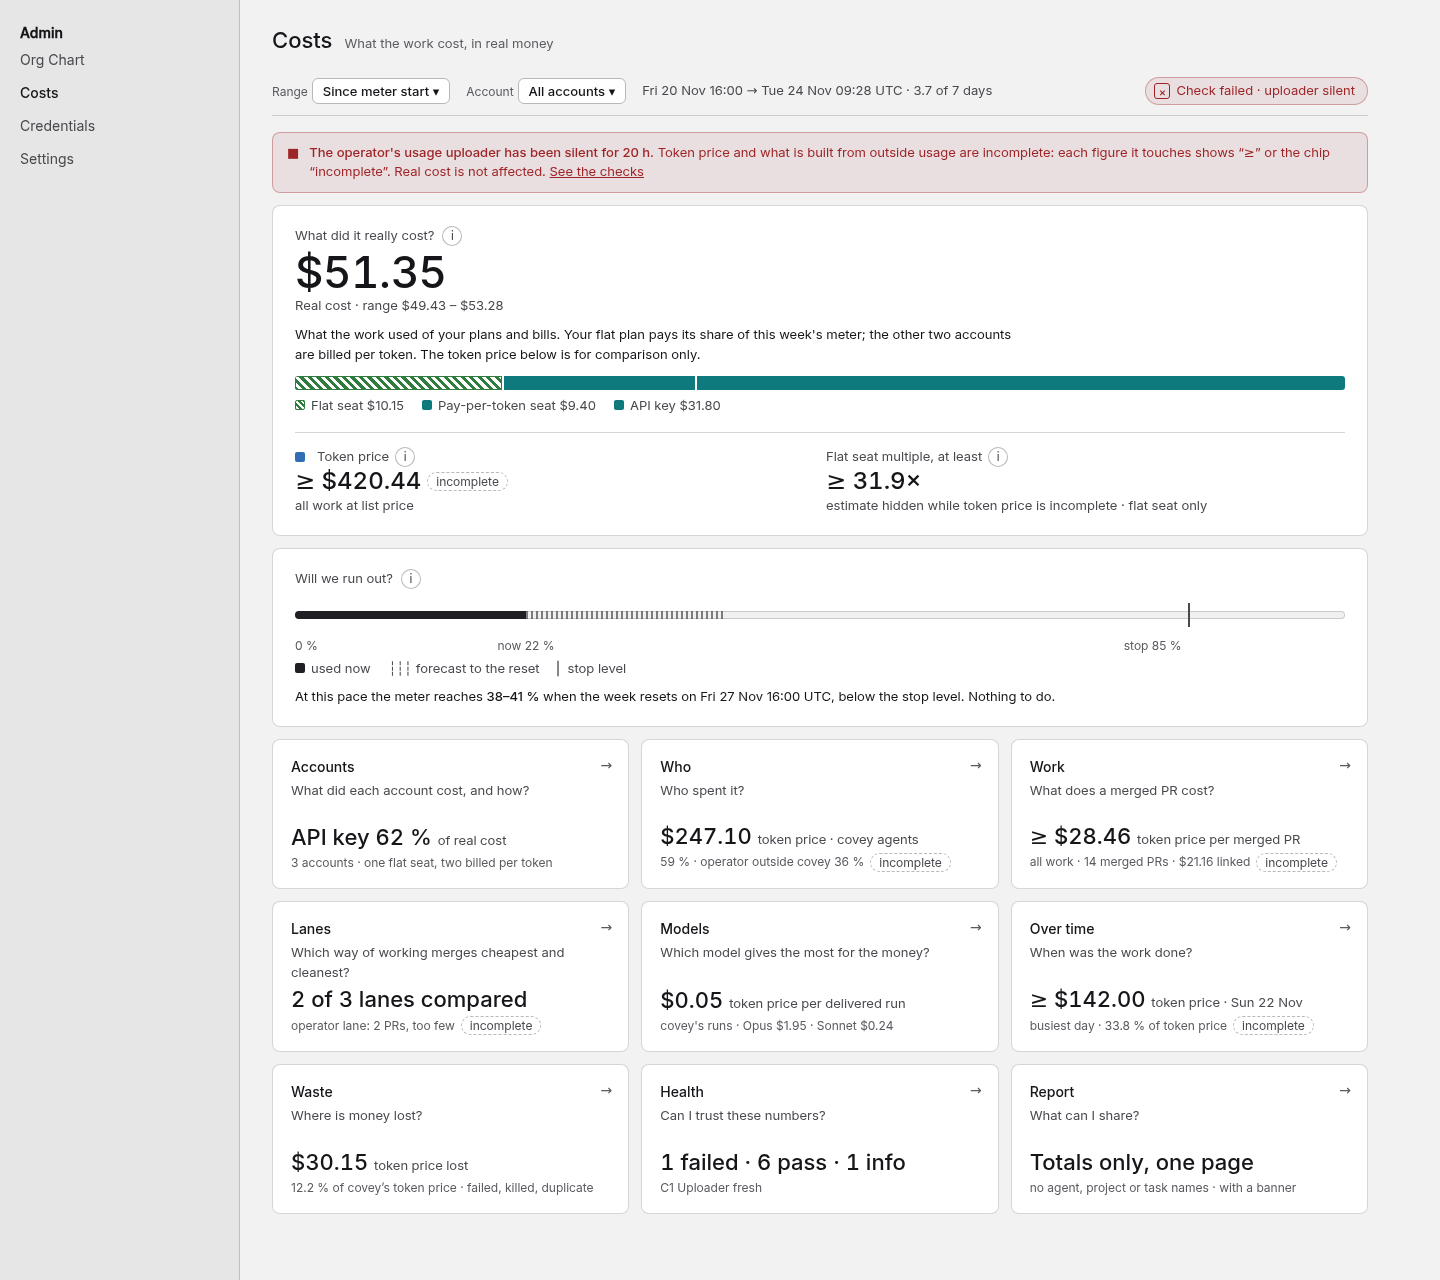 Admin
Org Chart
Costs
Credentials
Settings
Costs What the work cost, in real money
Range Since meter start ▾ Account All accounts ▾ Fri 20 Nov 16:00 → Tue 24 Nov 09:28 UTC · 3.7 of 7 days
× Check failed · uploader silent
The operator's usage uploader has been silent for 20 h. Token price and what is built from outside usage are incomplete: each figure it touches shows “≥” or the chip
“incomplete”. Real cost is not affected. See the checks
What did it really cost? i
$51.35
Real cost · range $49.43 – $53.28
What the work used of your plans and bills. Your flat plan pays its share of this week's meter; the other two accounts
are billed per token. The token price below is for comparison only.
Flat seat $10.15 Pay-per-token seat $9.40 API key $31.80
Token price i
≥ $420.44 incomplete
all work at list price
Flat seat multiple, at least i
≥ 31.9×
estimate hidden while token price is incomplete · flat seat only
Will we run out? i
0 % now 22 % stop 85 %
used now forecast to the reset stop level
At this pace the meter reaches 38–41 % when the week resets on Fri 27 Nov 16:00 UTC, below the stop level. Nothing to do.
Accounts →
What did each account cost, and how?
API key 62 % of real cost
3 accounts · one flat seat, two billed per token
Who →
Who spent it?
$247.10 token price · covey agents
59 % · operator outside covey 36 % incomplete
Work →
What does a merged PR cost?
≥ $28.46 token price per merged PR
all work · 14 merged PRs · $21.16 linked incomplete
Lanes →
Which way of working merges cheapest and
cleanest?
2 of 3 lanes compared
operator lane: 2 PRs, too few incomplete
Models →
Which model gives the most for the money?
$0.05 token price per delivered run
covey's runs · Opus $1.95 · Sonnet $0.24
Over time →
When was the work done?
≥ $142.00 token price · Sun 22 Nov
busiest day · 33.8 % of token price incomplete
Waste →
Where is money lost?
$30.15 token price lost
12.2 % of covey’s token price · failed, killed, duplicate
Health →
Can I trust these numbers?
1 failed · 6 pass · 1 info
C1 Uploader fresh
Report →
What can I share?
Totals only, one page
no agent, project or task names · with a banner